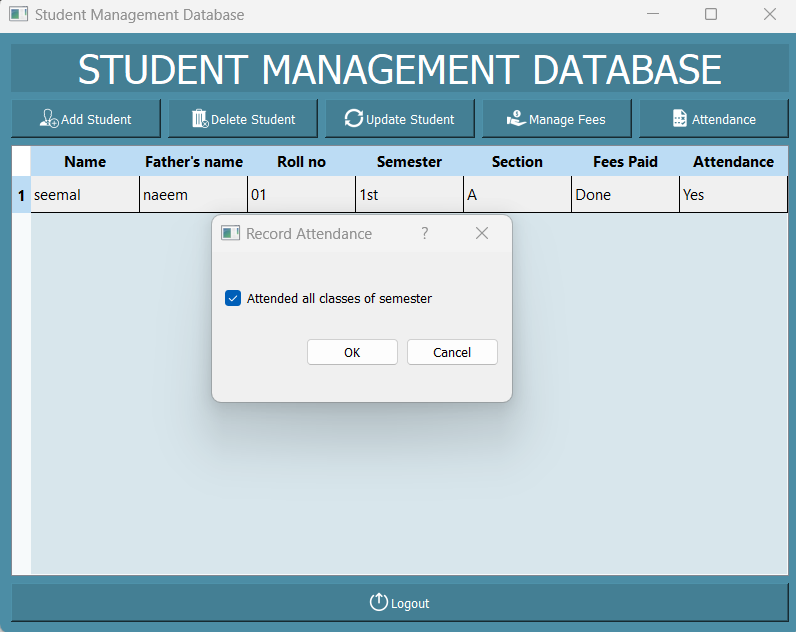 Student Management Database
STUDENT MANAGEMENT DATABASE
Add Student Delete Student Update Student Manage Fees Attendance
Name Father's name Roll no Semester Section Fees Paid Attendance
1 seemal naeem 01 1st A Done Yes
Record Attendance ?
Attended all classes of semester
OK Cancel
Logout